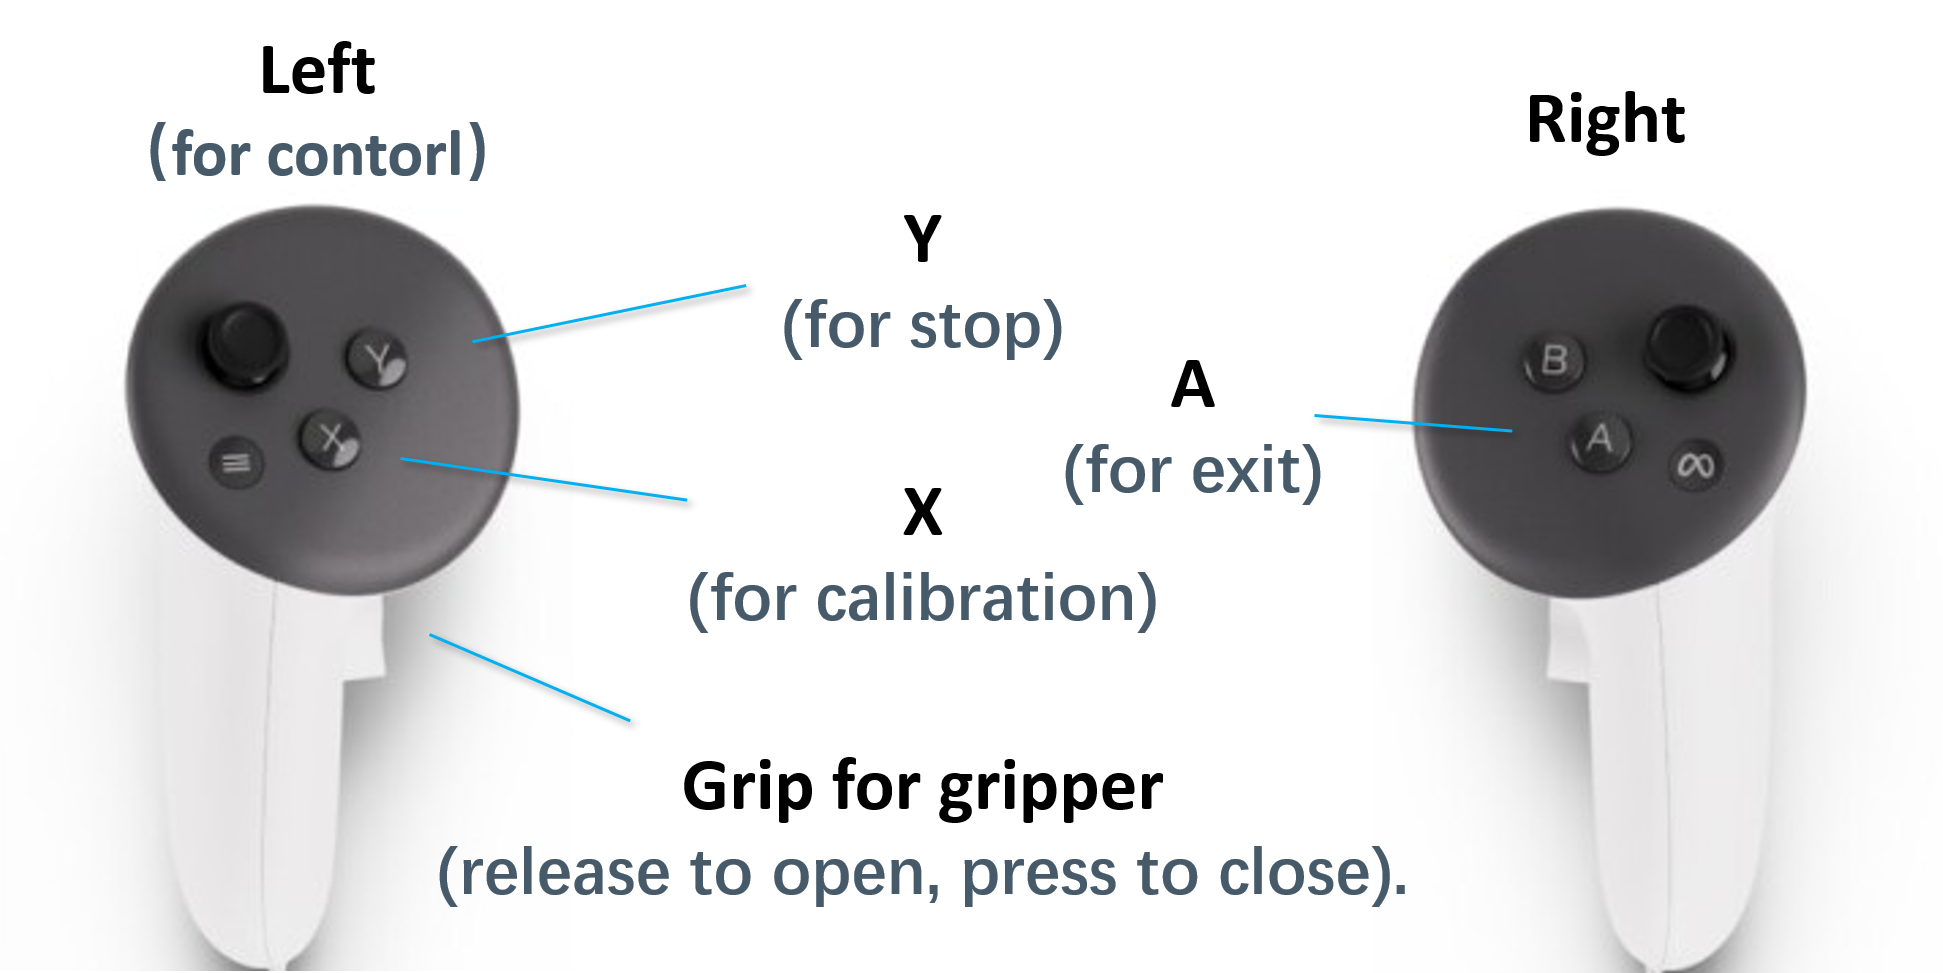 Left
(for contorl)
Right
Y
(for stop)
A
(for exit)
X
(for calibration)
Grip for gripper
(release to open, press to close).
Y
X
B
A